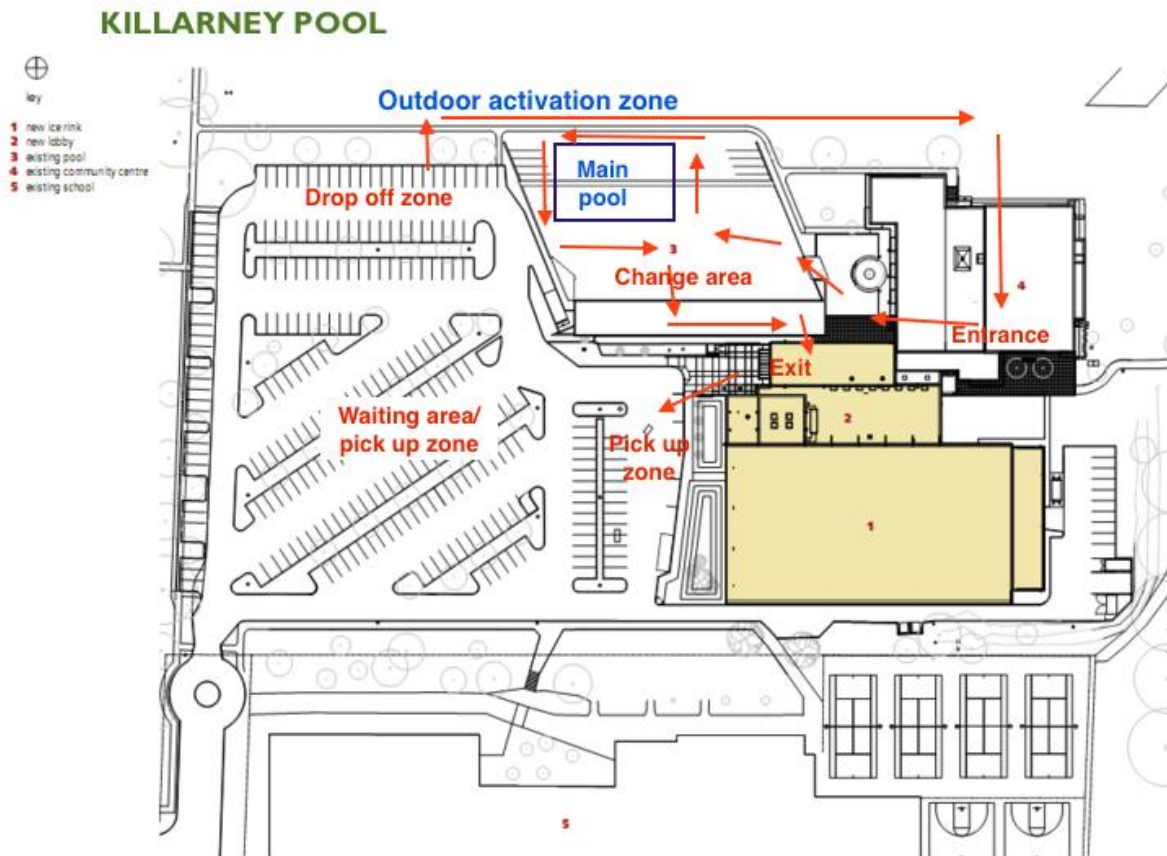 KILLARNEY POOL
key
1 new ice rink
2 new lobby
3 existing pool
4 existing community centre
5 existing school
Outdoor activation zone
Main
pool
Drop off zone
3
Change area
4
Entrance
Exit
Waiting area/
pick up zone
2
Pick up
zone
1
5